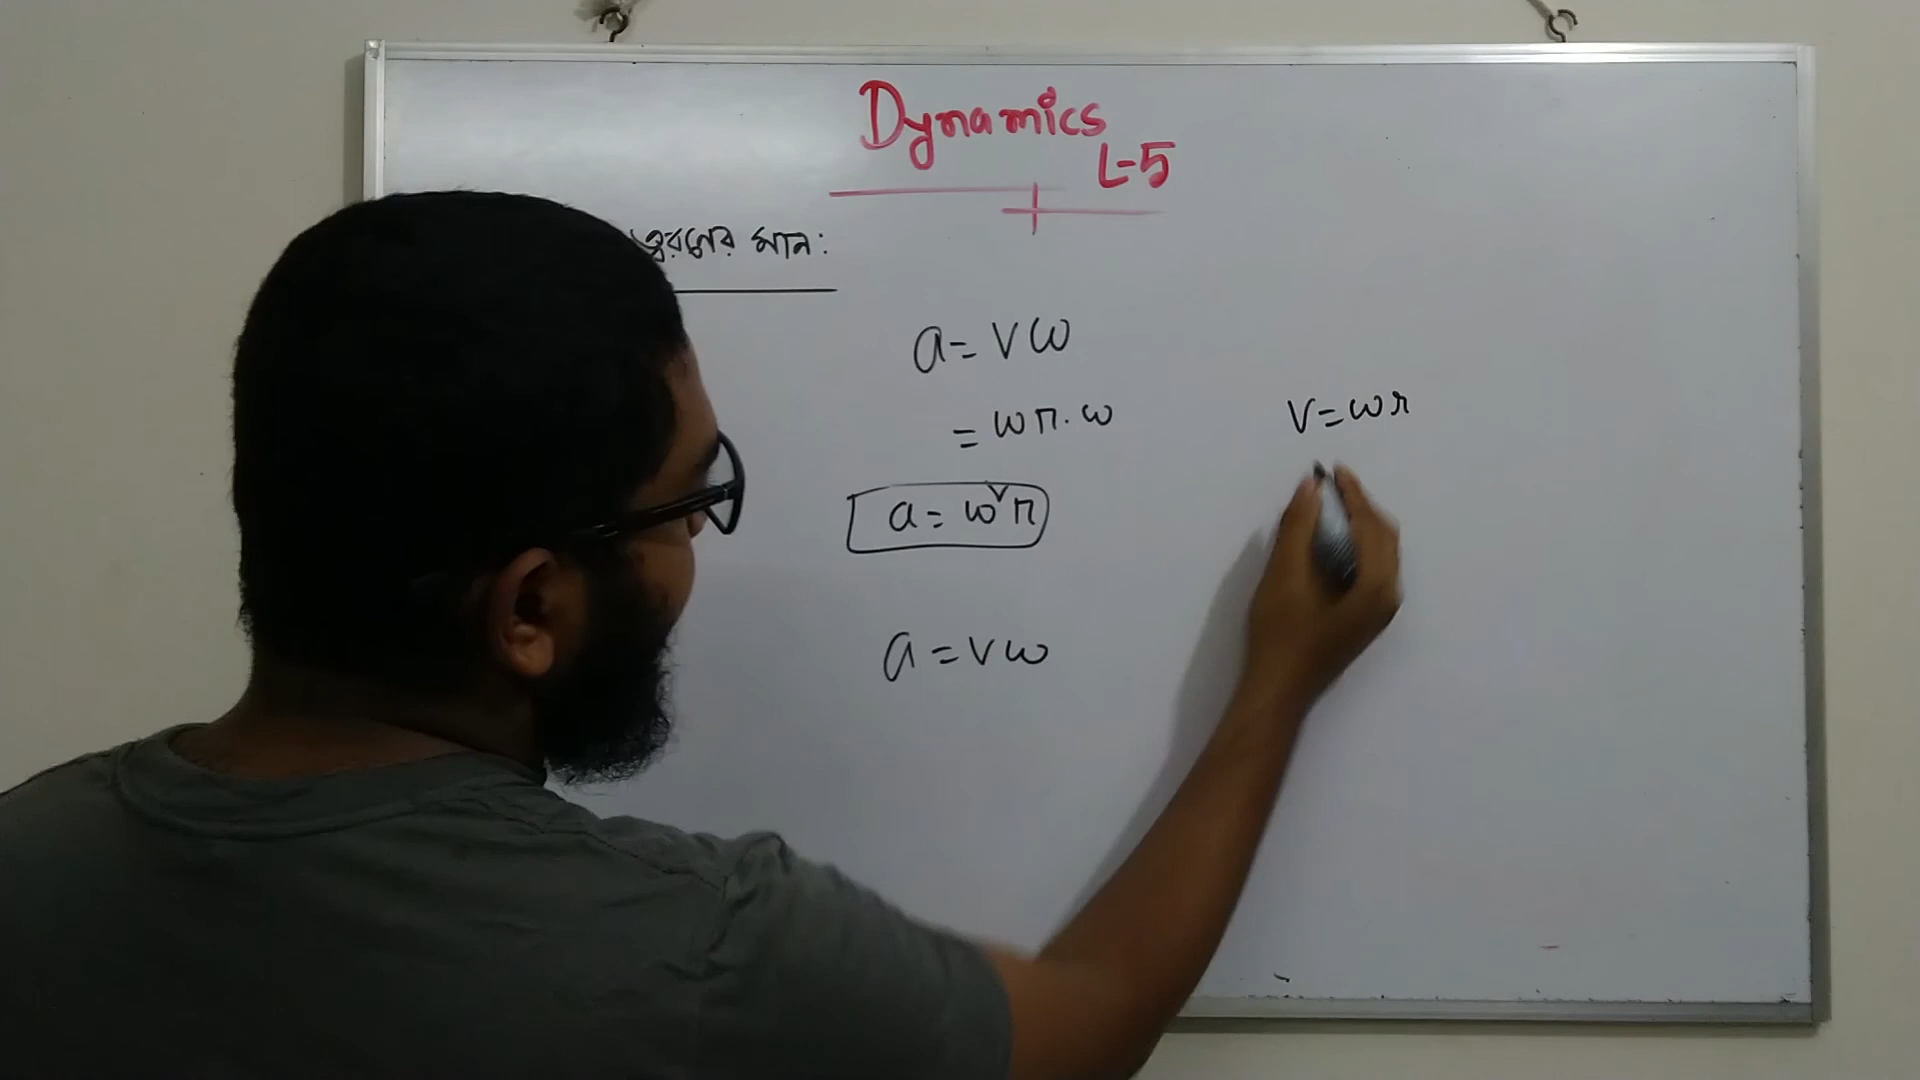 Dynamics
L-5
ত্বরণের মান:
a = vω
= ωr.ω
v = ωr
a = ω²r
a = vω